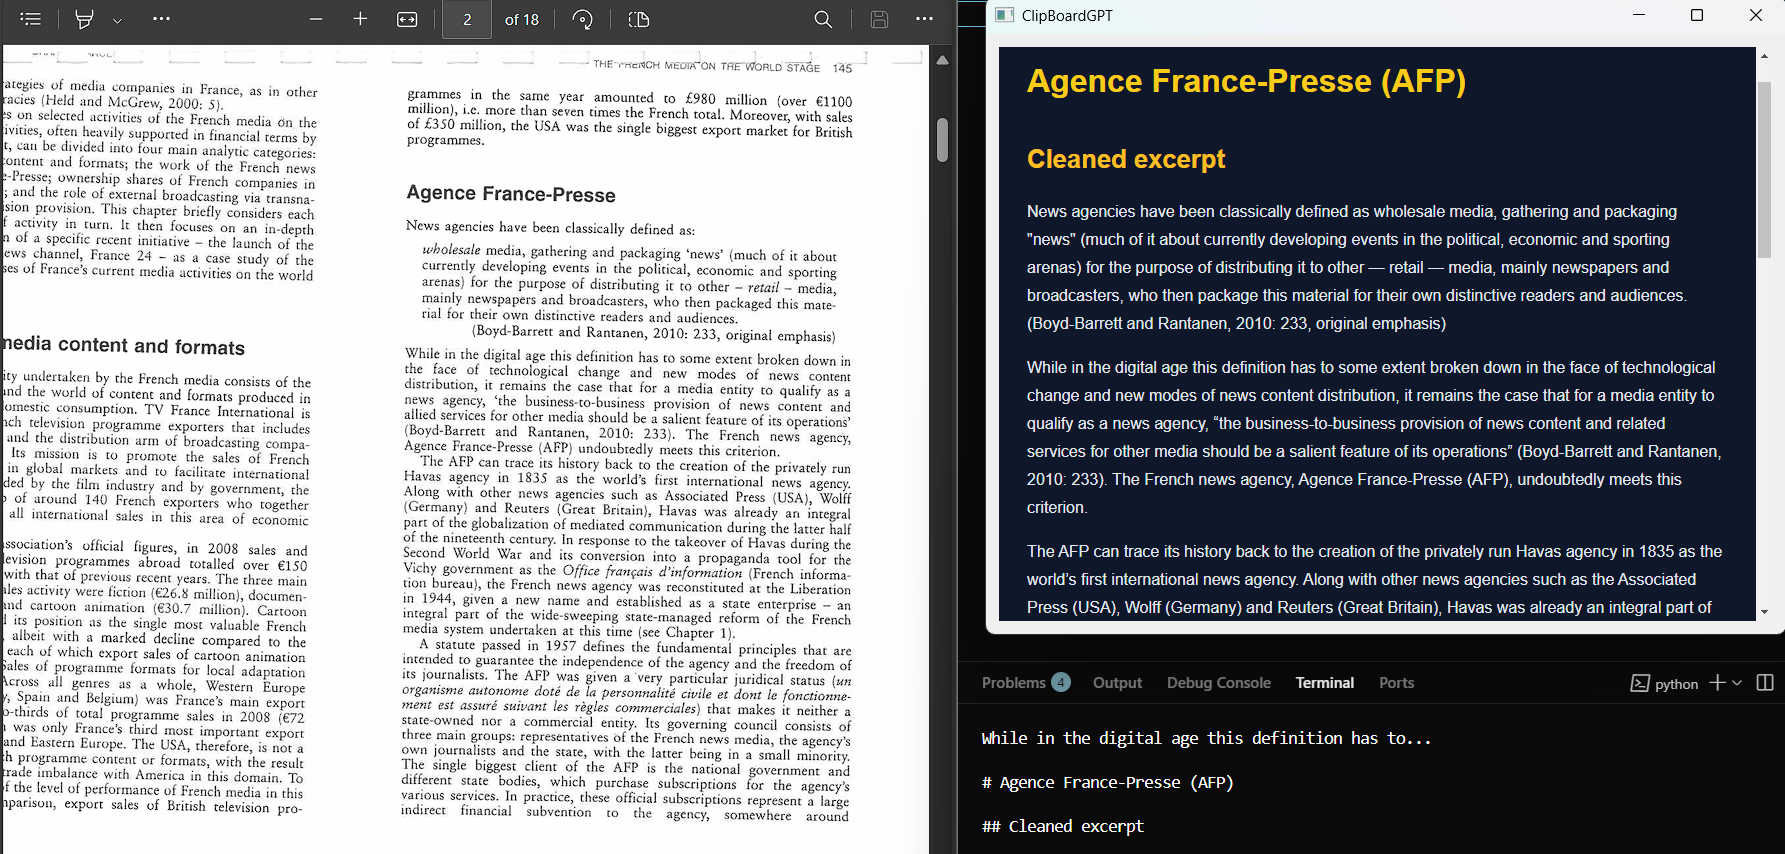 2
of 18
THE FRENCH MEDIA ON THE WORLD STAGE 145
rategies of media companies in France, as in other
racies (Held and McGrew, 2000: 5).
es on selected activities of the French media on the
ivities, often heavily supported in financial terms by
t, can be divided into four main analytic categories:
ontent and formats; the work of the French news
e-Presse; ownership shares of French companies in
; and the role of external broadcasting via transna-
ision provision. This chapter briefly considers each
f activity in turn. It then focuses on an in-depth
n of a specific recent initiative – the launch of the
ews channel, France 24 – as a case study of the
ses of France's current media activities on the world
media content and formats
ity undertaken by the French media consists of the
and the world of content and formats produced in
omestic consumption. TV France International is
nch television programme exporters that includes
and the distribution arm of broadcasting compa-
Its mission is to promote the sales of French
in global markets and to facilitate international
ded by the film industry and by government, the
of around 140 French exporters who together
all international sales in this area of economic
ssociation's official figures, in 2008 sales and
levision programmes abroad totalled over €150
with that of previous recent years. The three main
ales activity were fiction (€26.8 million), documen-
and cartoon animation (€30.7 million). Cartoon
l its position as the single most valuable French
, albeit with a marked decline compared to the
each of which export sales of cartoon animation
Sales of programme formats for local adaptation
Across all genres as a whole, Western Europe
y, Spain and Belgium) was France's main export
o-thirds of total programme sales in 2008 (€72
was only France's third most important export
and Eastern Europe. The USA, therefore, is not a
h programme content or formats, with the result
trade imbalance with America in this domain. To
of the level of performance of French media in this
mparison, export sales of British television pro-
grammes in the same year amounted to £980 million (over €1100
million), i.e. more than seven times the French total. Moreover, with sales
of £350 million, the USA was the single biggest export market for British
programmes.
Agence France-Presse
News agencies have been classically defined as:
wholesale media, gathering and packaging 'news' (much of it about
currently developing events in the political, economic and sporting
arenas) for the purpose of distributing it to other – retail – media,
mainly newspapers and broadcasters, who then packaged this mate-
rial for their own distinctive readers and audiences.
(Boyd-Barrett and Rantanen, 2010: 233, original emphasis)
While in the digital age this definition has to some extent broken down in
the face of technological change and new modes of news content
distribution, it remains the case that for a media entity to qualify as a
news agency, 'the business-to-business provision of news content and
allied services for other media should be a salient feature of its operations'
(Boyd-Barrett and Rantanen, 2010: 233). The French news agency,
Agence France-Presse (AFP) undoubtedly meets this criterion.
The AFP can trace its history back to the creation of the privately run
Havas agency in 1835 as the world's first international news agency.
Along with other news agencies such as Associated Press (USA), Wolff
(Germany) and Reuters (Great Britain), Havas was already an integral
part of the globalization of mediated communication during the latter half
of the nineteenth century. In response to the takeover of Havas during the
Second World War and its conversion into a propaganda tool for the
Vichy government as the Office français d'information (French informa-
tion bureau), the French news agency was reconstituted at the Liberation
in 1944, given a new name and established as a state enterprise – an
integral part of the wide-sweeping state-managed reform of the French
media system undertaken at this time (see Chapter 1).
A statute passed in 1957 defines the fundamental principles that are
intended to guarantee the independence of the agency and the freedom of
its journalists. The AFP was given a very particular juridical status (un
organisme autonome doté de la personnalité civile et dont le fonctionne-
ment est assuré suivant les règles commerciales) that makes it neither a
state-owned nor a commercial entity. Its governing council consists of
three main groups: representatives of the French news media, the agency's
own journalists and the state, with the latter being in a small minority.
The single biggest client of the AFP is the national government and
different state bodies, which purchase subscriptions for the agency's
various services. In practice, these official subscriptions represent a large
indirect financial subvention to the agency, somewhere around
ClipBoardGPT
Agence France-Presse (AFP)
Cleaned excerpt
News agencies have been classically defined as wholesale media, gathering and packaging
"news" (much of it about currently developing events in the political, economic and sporting
arenas) for the purpose of distributing it to other — retail — media, mainly newspapers and
broadcasters, who then package this material for their own distinctive readers and audiences.
(Boyd-Barrett and Rantanen, 2010: 233, original emphasis)
While in the digital age this definition has to some extent broken down in the face of technological
change and new modes of news content distribution, it remains the case that for a media entity to
qualify as a news agency, “the business-to-business provision of news content and related
services for other media should be a salient feature of its operations” (Boyd-Barrett and Rantanen,
2010: 233). The French news agency, Agence France-Presse (AFP), undoubtedly meets this
criterion.
The AFP can trace its history back to the creation of the privately run Havas agency in 1835 as the
world’s first international news agency. Along with other news agencies such as the Associated
Press (USA), Wolff (Germany) and Reuters (Great Britain), Havas was already an integral part of
Problems 4 Output Debug Console Terminal Ports
python
While in the digital age this definition has to...
# Agence France-Presse (AFP)
## Cleaned excerpt